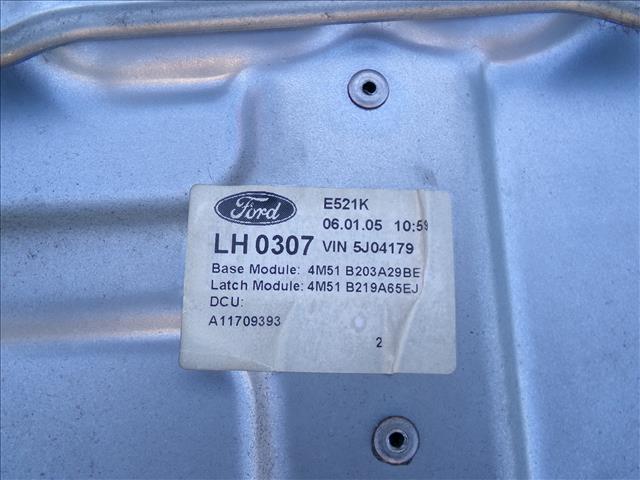 Ford
E521K
06.01.05 10:59
LH 0307 VIN 5J04179
Base Module: 4M51 B203A29BE
Latch Module: 4M51 B219A65EJ
DCU:
A11709393
2